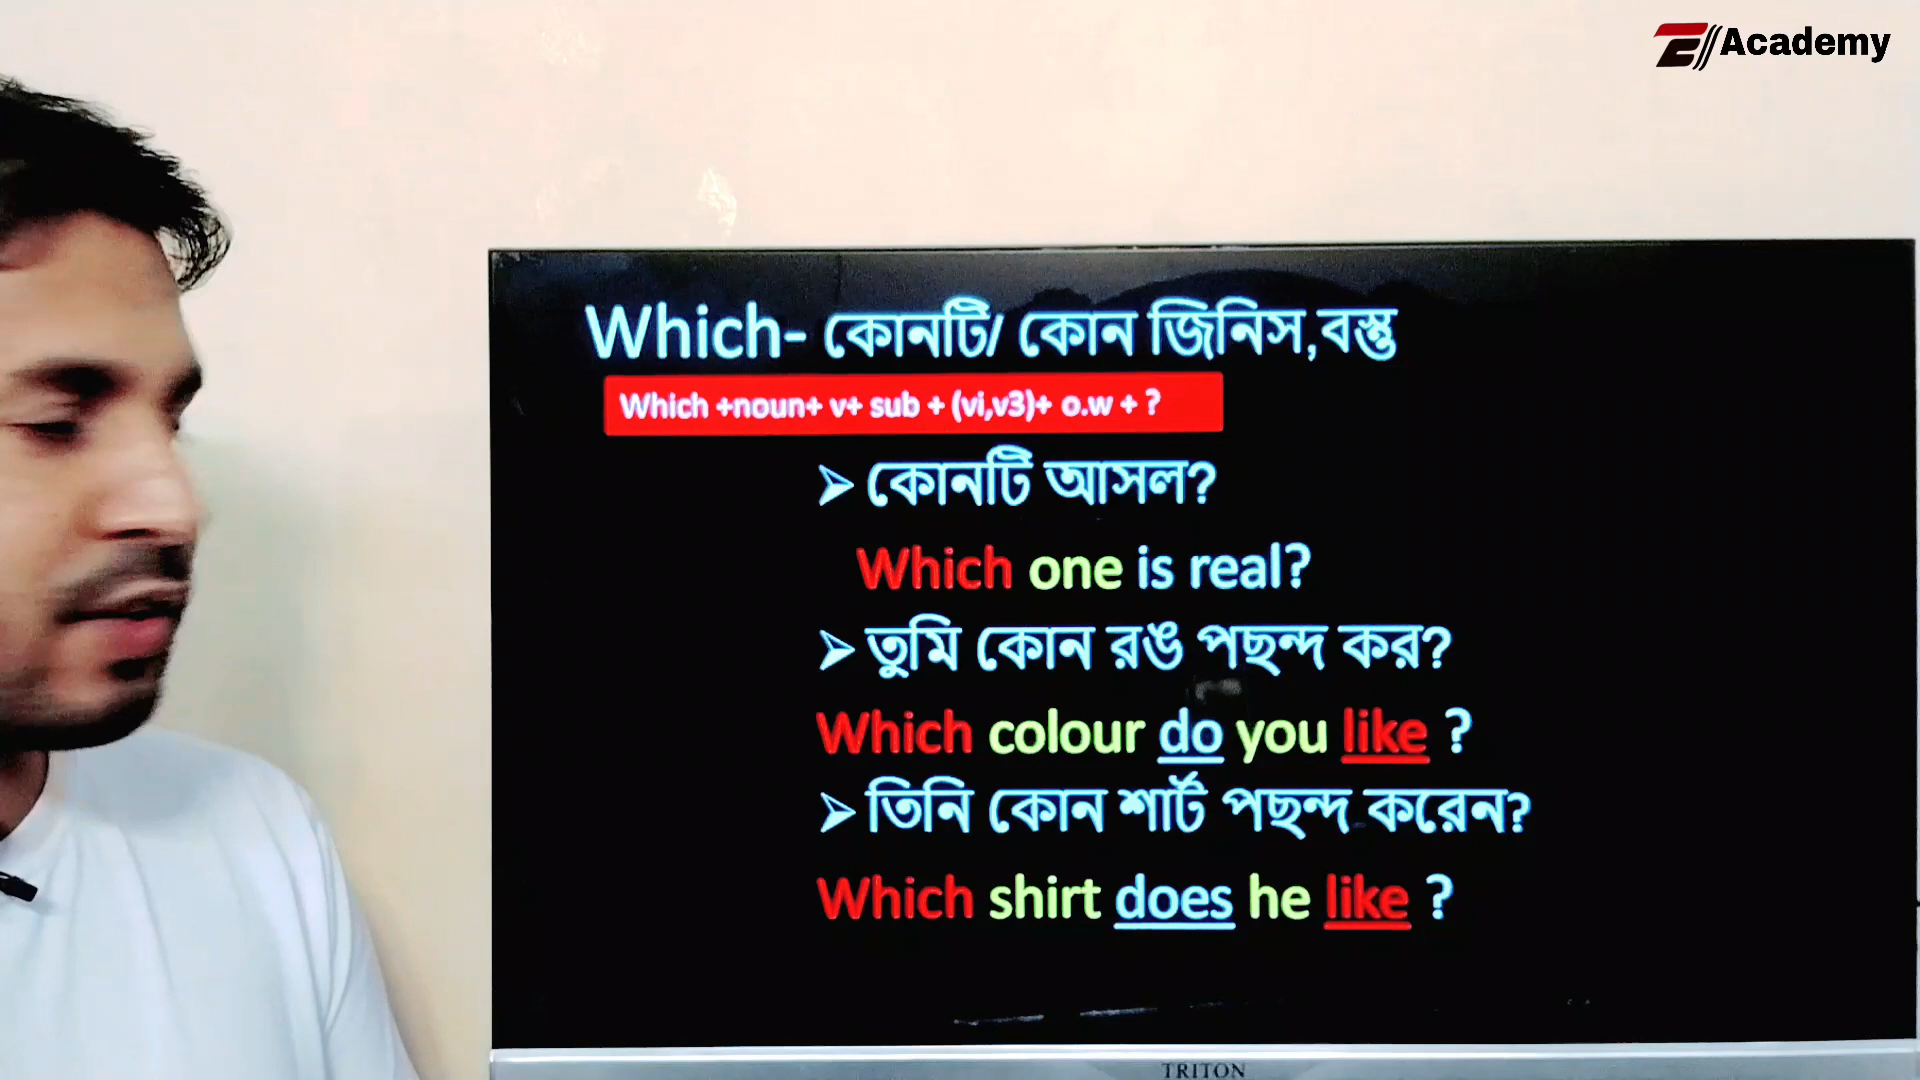 E//Academy
Which- কোনটি/ কোন জিনিস,বস্তু
Which +noun+ v+ sub + (vi,v3)+ o.w + ?
➢ কোনটি আসল?
Which one is real?
➢ তুমি কোন রঙ পছন্দ কর?
Which colour do you like ?
➢ তিনি কোন শার্ট পছন্দ করেন?
Which shirt does he like ?
TRITON